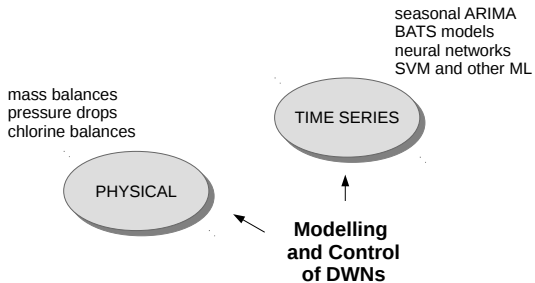 seasonal ARIMA
BATS models
neural networks
SVM and other ML
mass balances
pressure drops
chlorine balances
TIME SERIES
PHYSICAL
Modelling
and Control
of DWNs